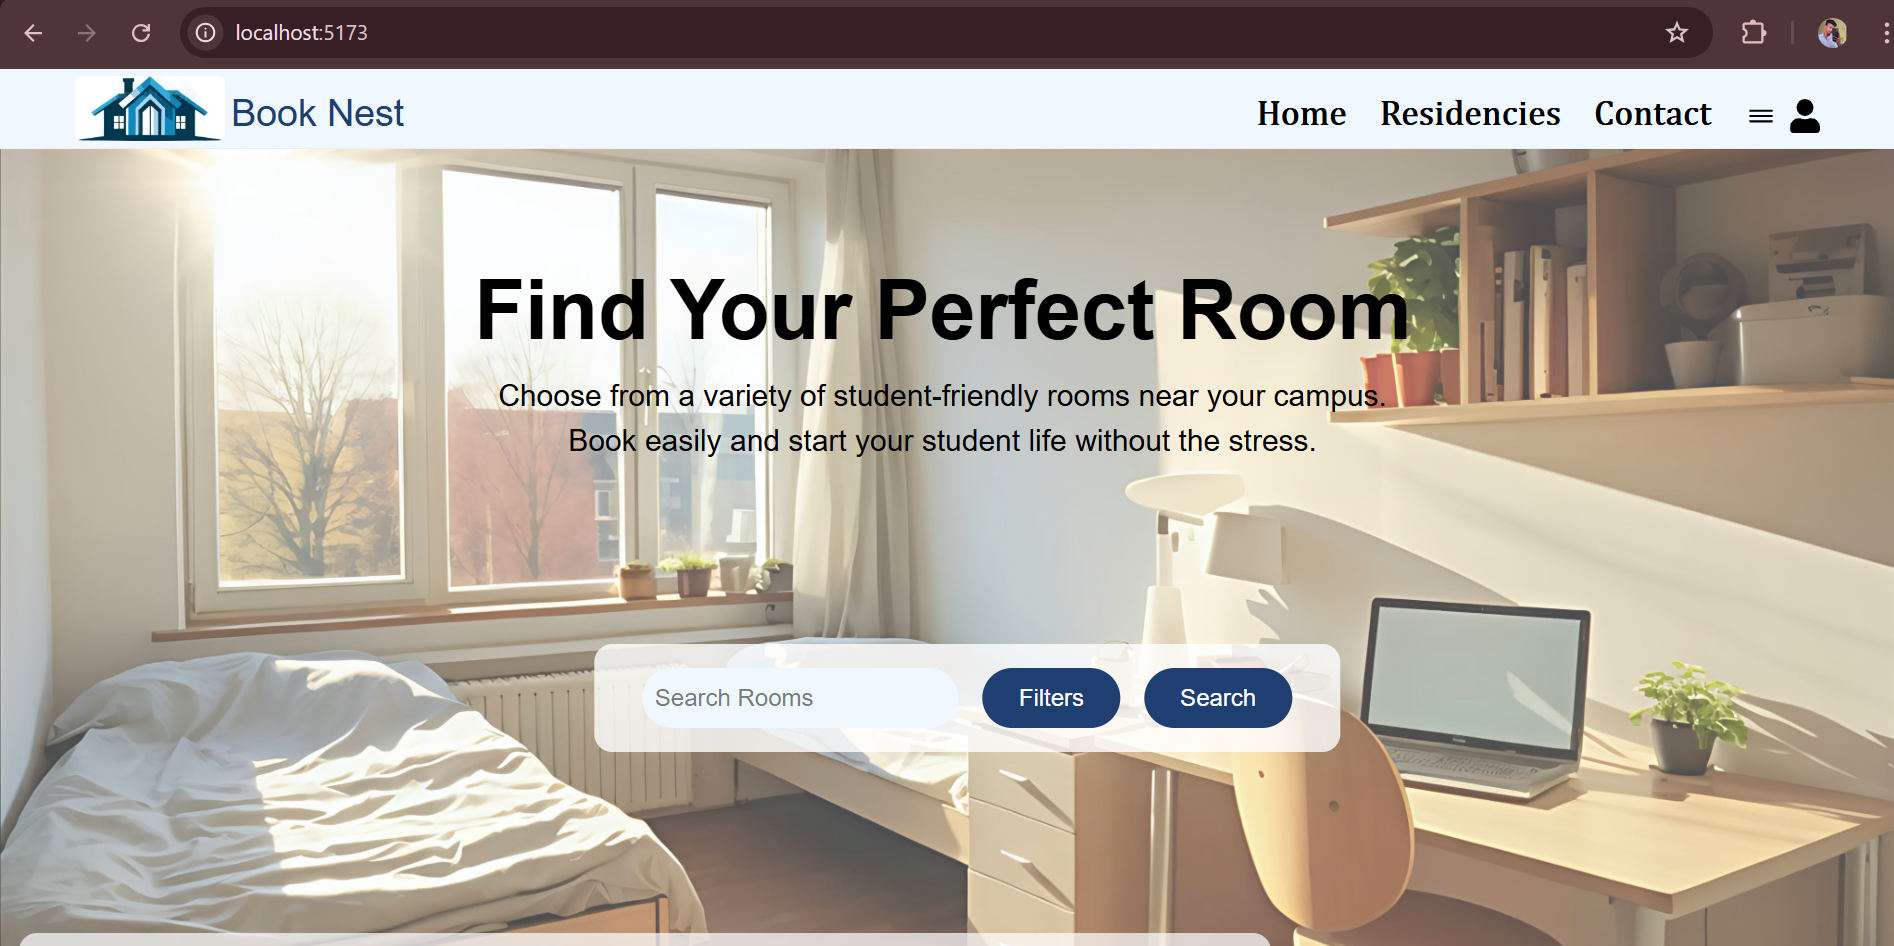 localhost:5173
Book Nest
Home Residencies Contact
Find Your Perfect Room
Choose from a variety of student-friendly rooms near your campus.
Book easily and start your student life without the stress.
Search Rooms Filters Search